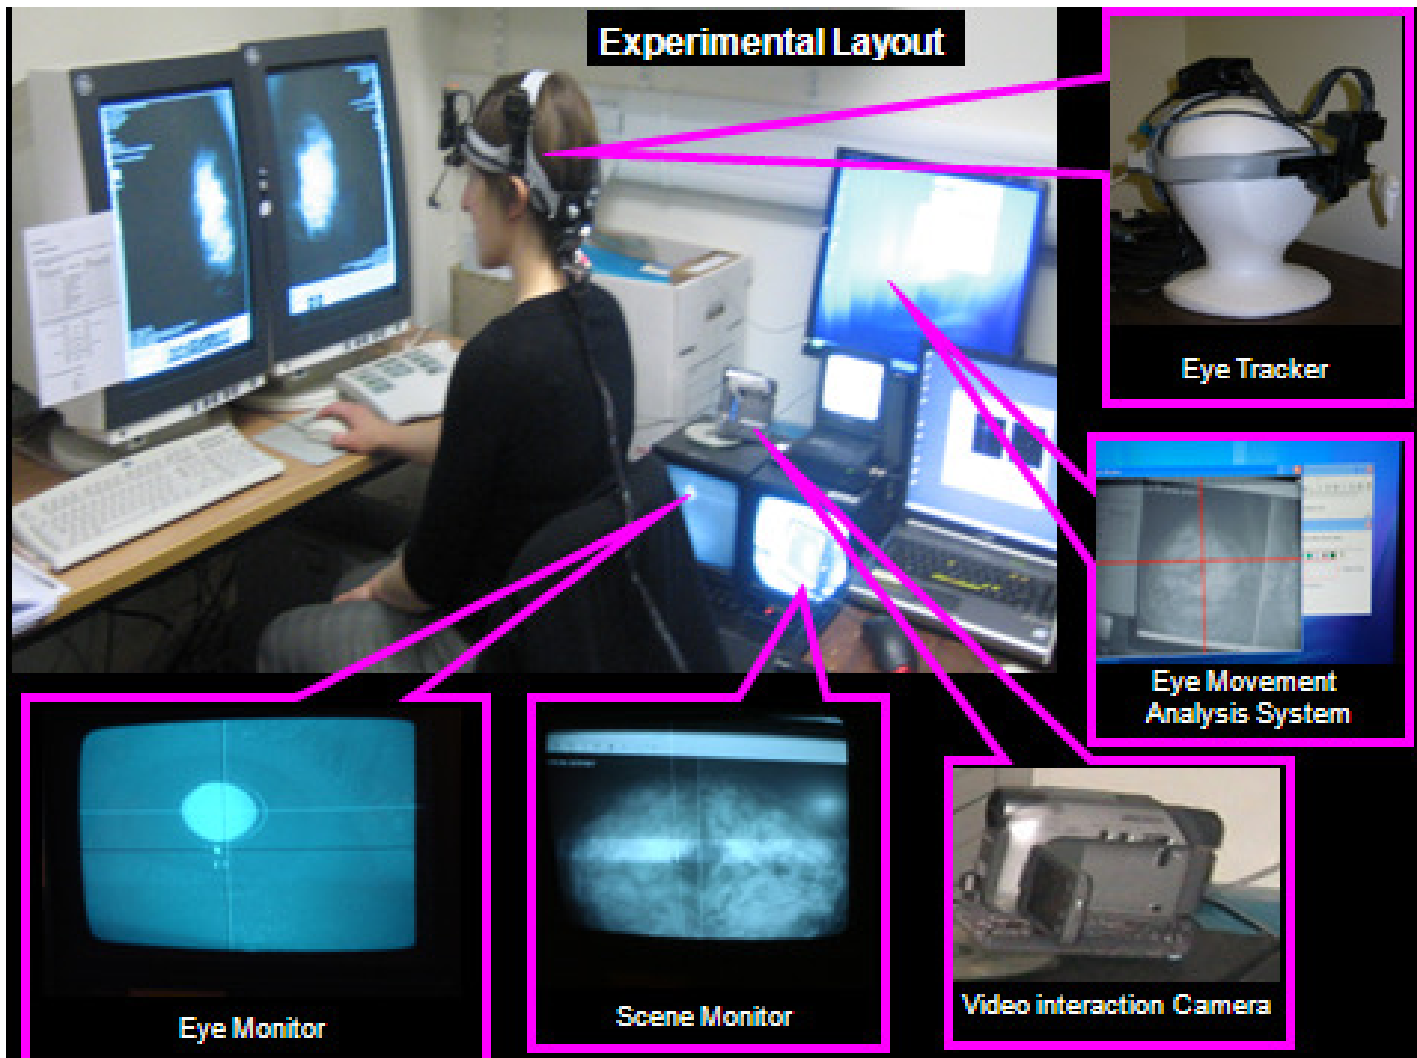 Experimental Layout
Eye Tracker
Eye Movement
Analysis System
Eye Monitor
Scene Monitor
Video interaction Camera